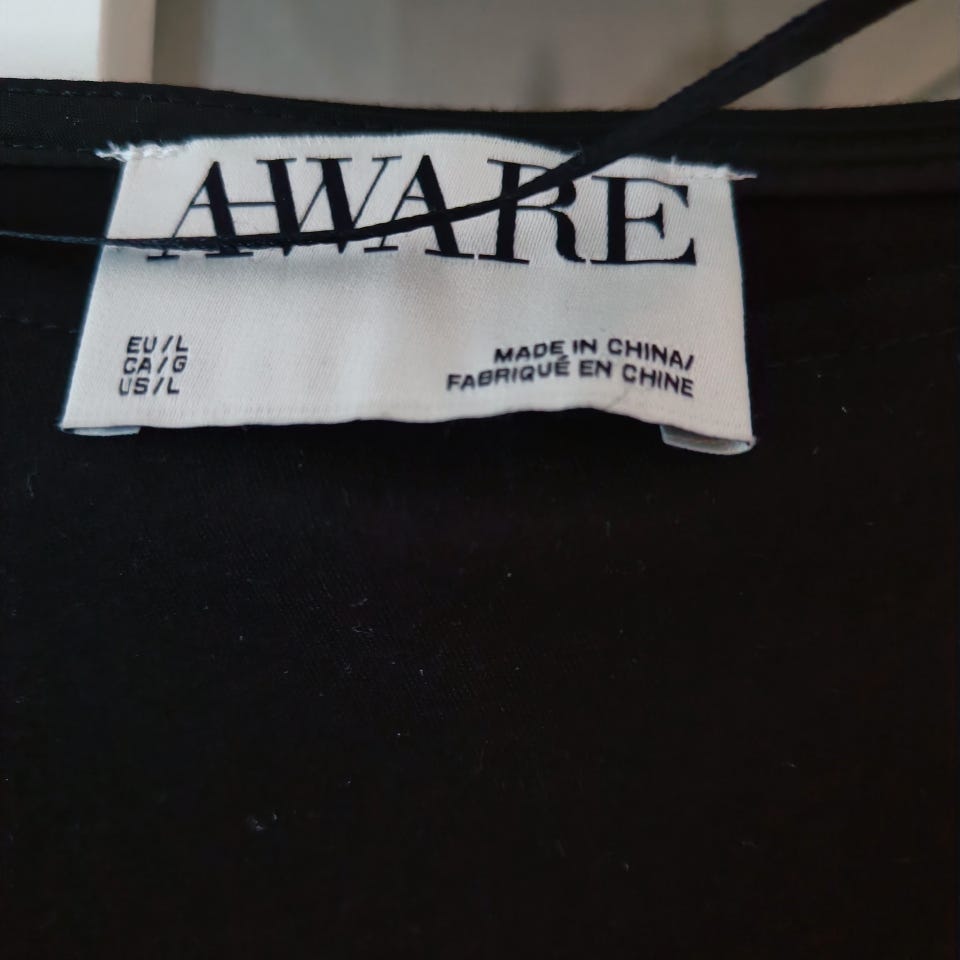 AWARE
EU/L
CA/G
US/L
MADE IN CHINA/
FABRIQUÉ EN CHINE